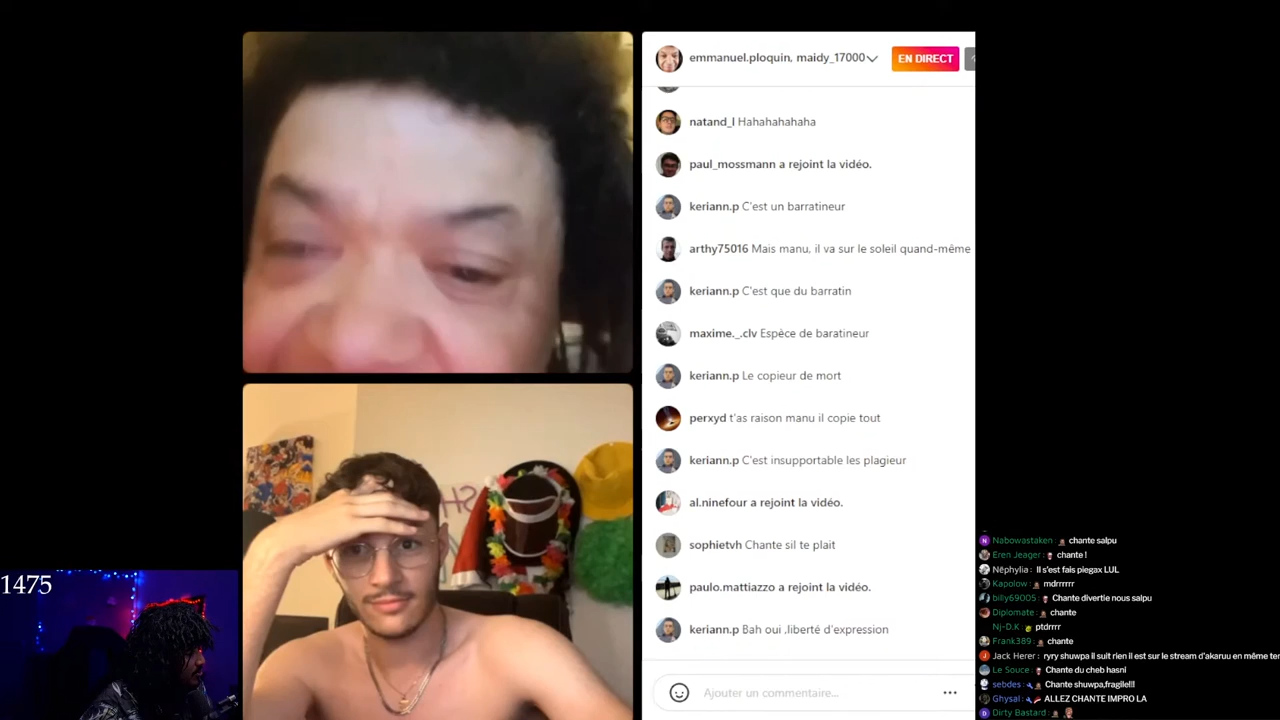 emmanuel.ploquin, maidy_17000
EN DIRECT
natand_l Hahahahahaha
paul_mossmann a rejoint la vidéo.
keriann.p C'est un barratineur
arthy75016 Mais manu, il va sur le soleil quand-même
keriann.p C'est que du barratin
maxime._.clv Espèce de baratineur
keriann.p Le copieur de mort
perxyd t'as raison manu il copie tout
keriann.p C'est insupportable les plagieur
al.ninefour a rejoint la vidéo.
sophietvh Chante sil te plait
paulo.mattiazzo a rejoint la vidéo.
keriann.p Bah oui ,liberté d'expression
Ajouter un commentaire...
1475
Nabowastaken : chante salpu
Eren Jeager : chante !
Nëphylia : Il s'est fais piegax LUL
Kapolow : mdrrrrrr
billy69005 : Chante divertie nous salpu
Diplomate : chante
Nj-D.K : ptdrrr
Frank389 : chante
Jack Herer : ryry shuwpa il suit rien il est sur le stream d'akaruu en même ter
Le Souce : Chante du cheb hasni
sebdes : Chante shuwpa,fragile!!!
Ghysal : ALLEZ CHANTE IMPRO LA
Dirty Bastard :